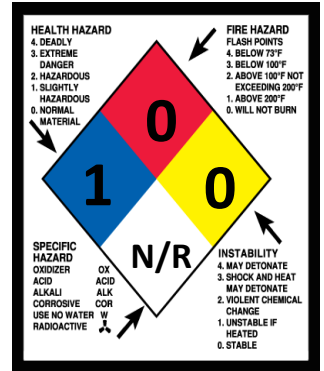 HEALTH HAZARD
4. DEADLY
3. EXTREME
DANGER
2. HAZARDOUS
1. SLIGHTLY
HAZARDOUS
0. NORMAL
MATERIAL
FIRE HAZARD
FLASH POINTS
4. BELOW 73°F
3. BELOW 100°F
2. ABOVE 100°F NOT
EXCEEDING 200°F
1. ABOVE 200°F
0. WILL NOT BURN
0
1
0
N/R
SPECIFIC
HAZARD
OXIDIZER OX
ACID ACID
ALKALI ALK
CORROSIVE COR
USE NO WATER W
RADIOACTIVE
INSTABILITY
4. MAY DETONATE
3. SHOCK AND HEAT
MAY DETONATE
2. VIOLENT CHEMICAL
CHANGE
1. UNSTABLE IF
HEATED
0. STABLE